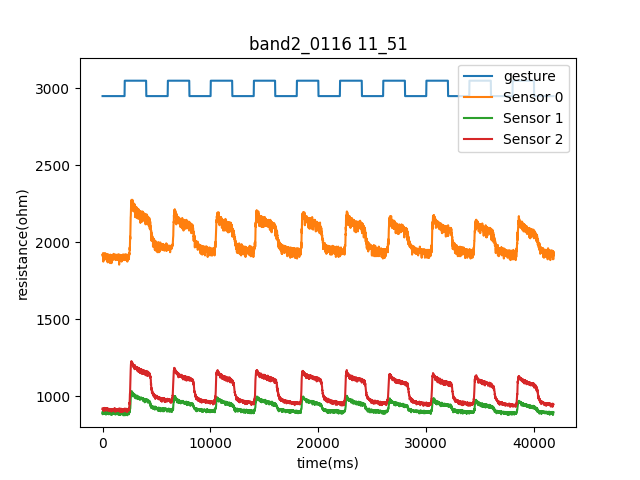 band2_0116 11_51
gesture
Sensor 0
Sensor 1
Sensor 2
resistance(ohm)
3000
2500
2000
1500
1000
0 10000 20000 30000 40000
time(ms)